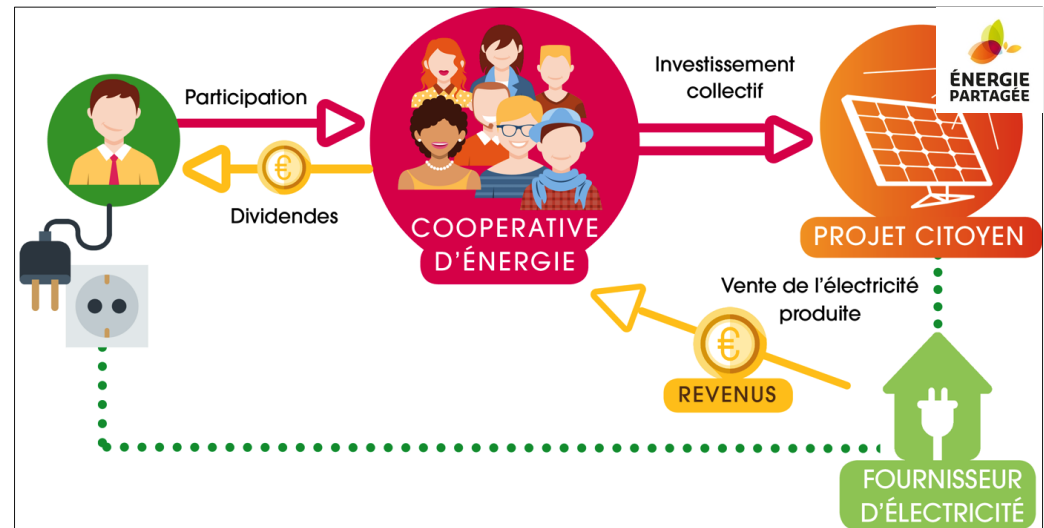 ÉNERGIE
PARTAGÉE
Participation
Investissement
collectif
€
Dividendes
COOPERATIVE
D'ÉNERGIE
PROJET CITOYEN
Vente de l'électricité
produite
€
REVENUS
FOURNISSEUR
D'ÉLECTRICITÉ